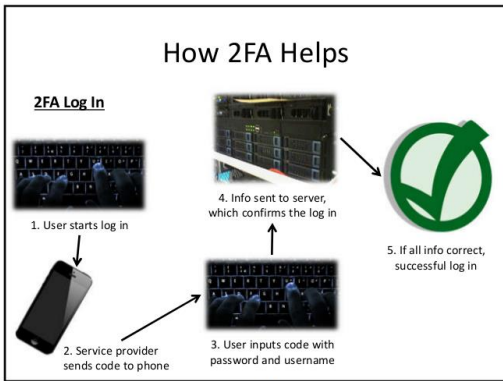 How 2FA Helps
2FA Log In
1. User starts log in
2. Service provider
sends code to phone
3. User inputs code with
password and username
4. Info sent to server,
which confirms the log in
5. If all info correct,
successful log in